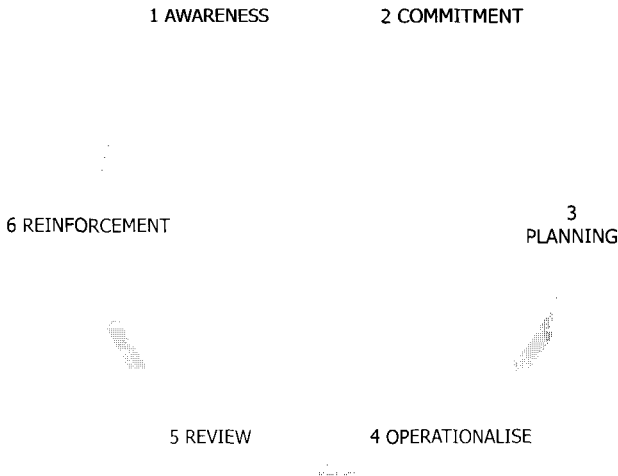 1 AWARENESS
2 COMMITMENT
3
PLANNING
4 OPERATIONALISE
5 REVIEW
6 REINFORCEMENT